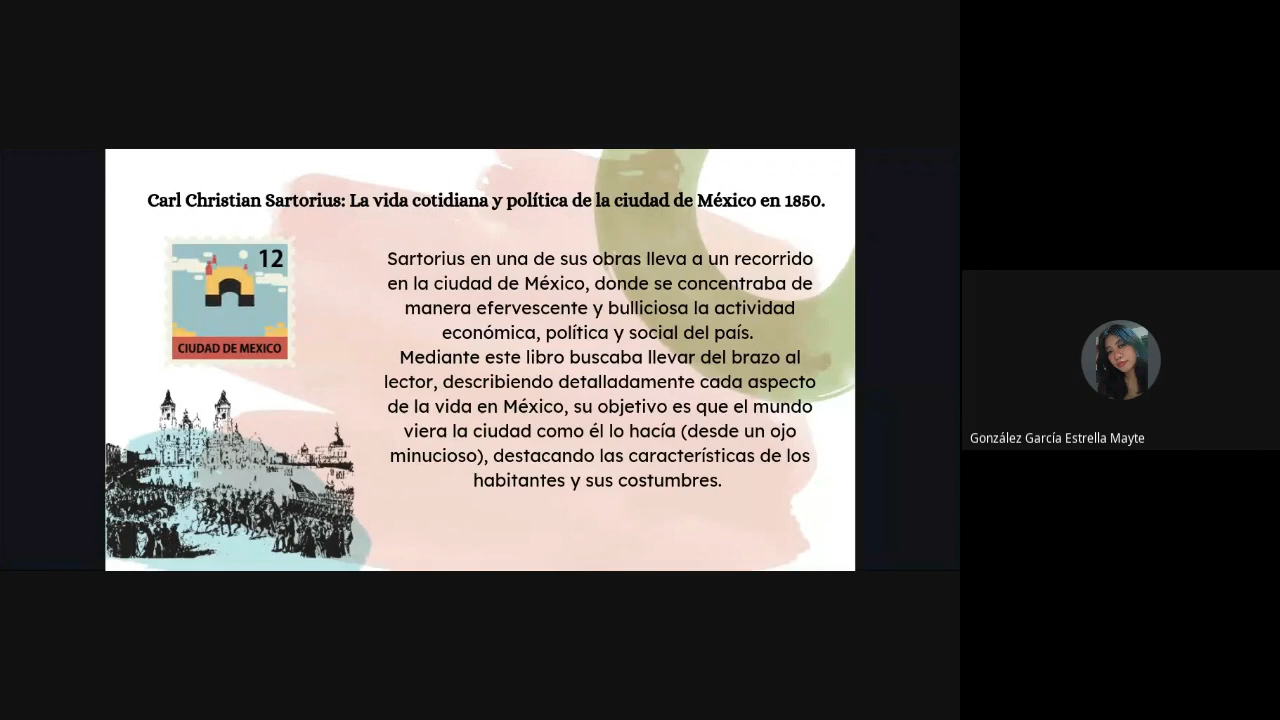 Carl Christian Sartorius: La vida cotidiana y política de la ciudad de México en 1850.
12
CIUDAD DE MEXICO
Sartorius en una de sus obras lleva a un recorrido
en la ciudad de México, donde se concentraba de
manera efervescente y bulliciosa la actividad
económica, política y social del país.
Mediante este libro buscaba llevar del brazo al
lector, describiendo detalladamente cada aspecto
de la vida en México, su objetivo es que el mundo
viera la ciudad como él lo hacía (desde un ojo
minucioso), destacando las características de los
habitantes y sus costumbres.
González García Estrella Mayte